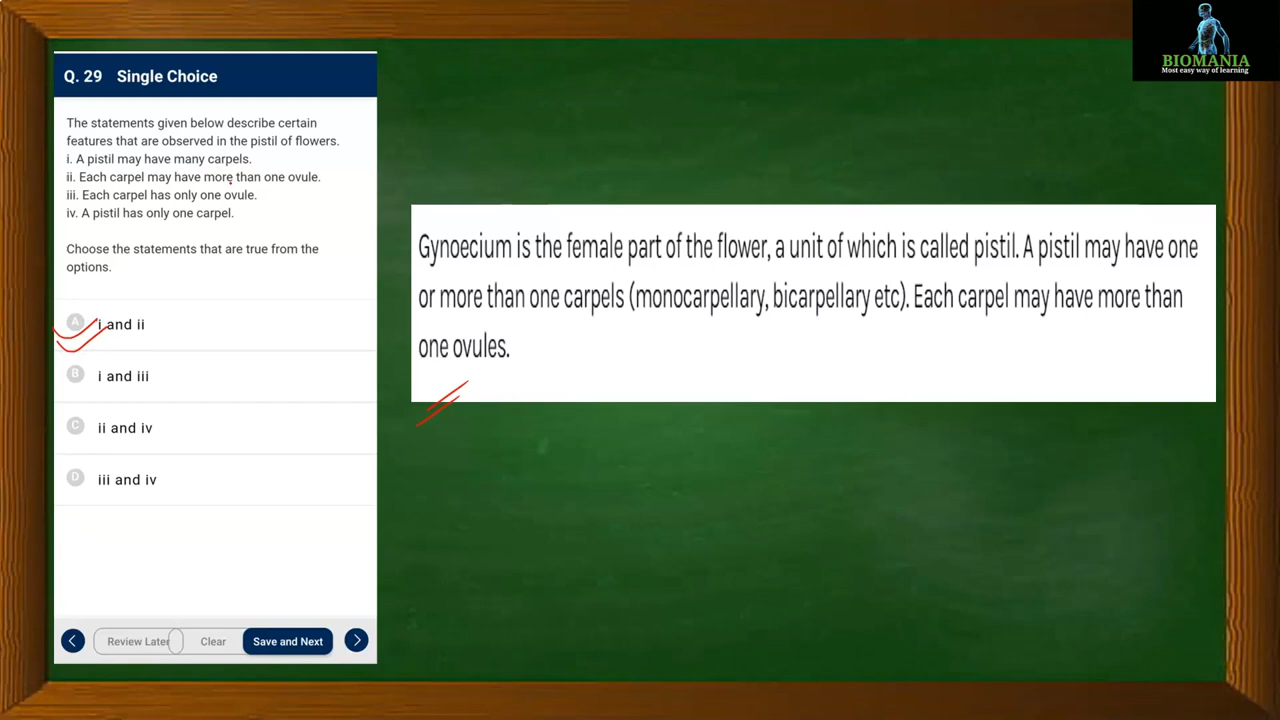 BIOMANIA
Most easy way of learning
Q. 29 Single Choice
The statements given below describe certain
features that are observed in the pistil of flowers.
i. A pistil may have many carpels.
ii. Each carpel may have more than one ovule.
iii. Each carpel has only one ovule.
iv. A pistil has only one carpel.
Choose the statements that are true from the
options.
A i and ii
B i and iii
C ii and iv
D iii and iv
Review Later Clear Save and Next
Gynoecium is the female part of the flower, a unit of which is called pistil. A pistil may have one
or more than one carpels (monocarpellary, bicarpellary etc). Each carpel may have more than
one ovules.